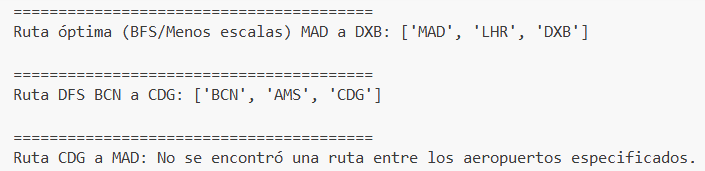 ========================================
Ruta óptima (BFS/Menos escalas) MAD a DXB: ['MAD', 'LHR', 'DXB']
========================================
Ruta DFS BCN a CDG: ['BCN', 'AMS', 'CDG']
========================================
Ruta CDG a MAD: No se encontró una ruta entre los aeropuertos especificados.